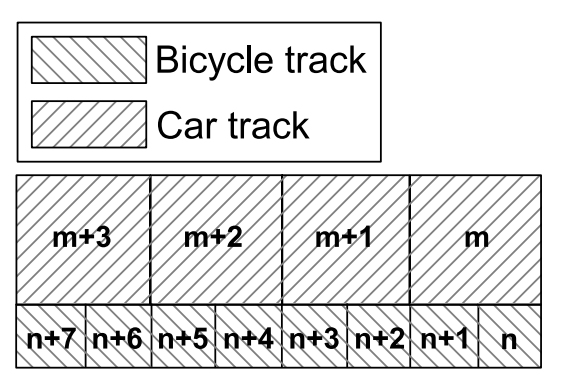 Bicycle track
Car track
m+3 m+2 m+1 m
n+7 n+6 n+5 n+4 n+3 n+2 n+1 n